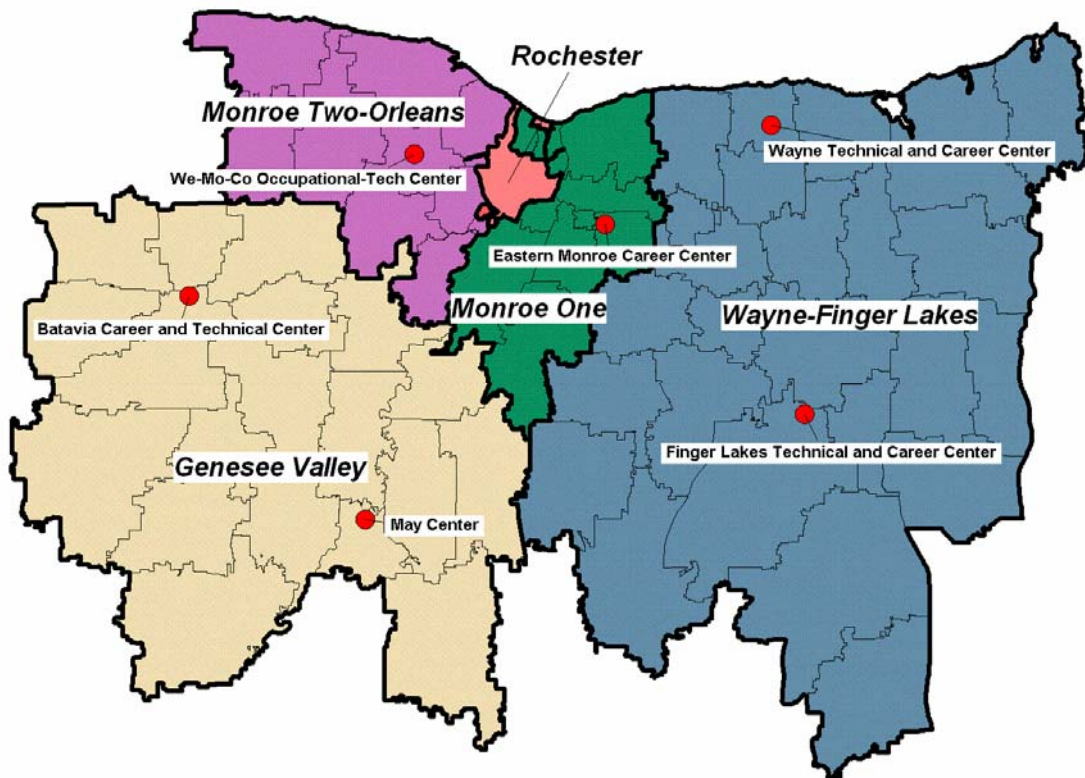 Rochester
Monroe Two-Orleans
Wayne Technical and Career Center
We-Mo-Co Occupational-Tech Center
Eastern Monroe Career Center
Batavia Career and Technical Center
Monroe One
Wayne-Finger Lakes
Finger Lakes Technical and Career Center
Genesee Valley
May Center